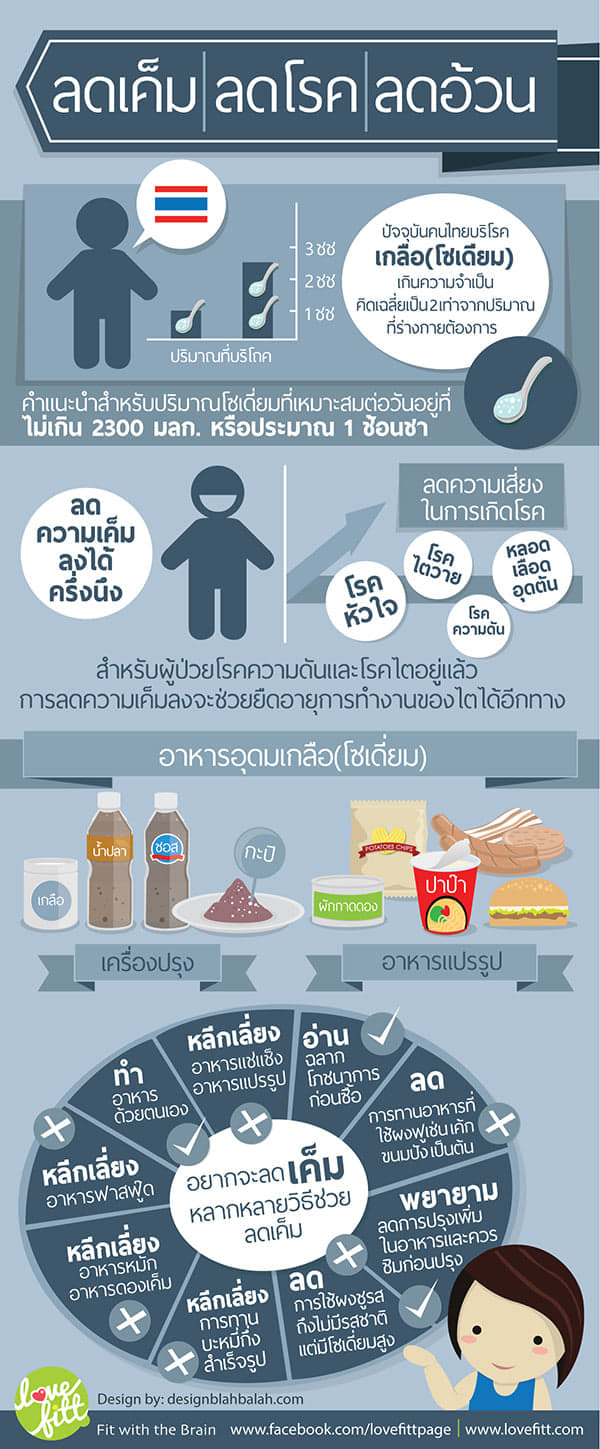 ลดเค็ม ลดโรค ลดอ้วน
3 ชช
2 ชช
1 ชช
ปริมาณที่บริโภค
ปัจจุบันคนไทยบริโภค
เกลือ(โซเดียม)
เกินความจำเป็น
คิดเฉลี่ยเป็น2เท่าจากปริมาณ
ที่ร่างกายต้องการ
คำแนะนำสำหรับปริมาณโซเดี่ยมที่เหมาะสมต่อวันอยู่ที่
ไม่เกิน 2300 มลก. หรือประมาณ 1 ช้อนชา
ลด
ความเค็ม
ลงได้
ครึ่งนึง
ลดความเสี่ยง
ในการเกิดโรค
โรค
หัวใจ
โรค
ไตวาย
โรค
ความดัน
หลอด
เลือด
อุดตัน
สำหรับผู้ป่วยโรคความดันและโรคไตอยู่แล้ว
การลดความเค็มลงจะช่วยยืดอายุการทำงานของไตได้อีกทาง
อาหารอุดมเกลือ(โซเดี่ยม)
เกลือ
น้ำปลา
ซอส
กะปิ
POTATOES CHIPS
ผักกาดดอง
ปาป๊า
เครื่องปรุง
อาหารแปรรูป
อยากจะลดเค็ม
หลากหลายวิธีช่วย
ลดเค็ม
หลีกเลี่ยง
อาหารแช่แข็ง
อาหารแปรรูป
อ่าน
ฉลาก
โภชนาการ
ก่อนซื้อ
ลด
การทานอาหารที่
ใช้ผงฟูเช่น เค้ก
ขนมปัง เป็นต้น
พยายาม
ลดการปรุงเพิ่ม
ในอาหารและควร
ชิมก่อนปรุง
ลด
การใช้ผงชูรส
ถึงไม่มีรสชาติ
แต่มีโซเดี่ยมสูง
หลีกเลี่ยง
การทาน
บะหมี่กึ่ง
สำเร็จรูป
หลีกเลี่ยง
อาหารหมัก
อาหารดองเค็ม
หลีกเลี่ยง
อาหารฟาสฟู๊ด
ทำ
อาหาร
ด้วยตนเอง
love
fitt
Design by: designblahbalah.com
Fit with the Brain www.facebook.com/lovefittpage | www.lovefitt.com